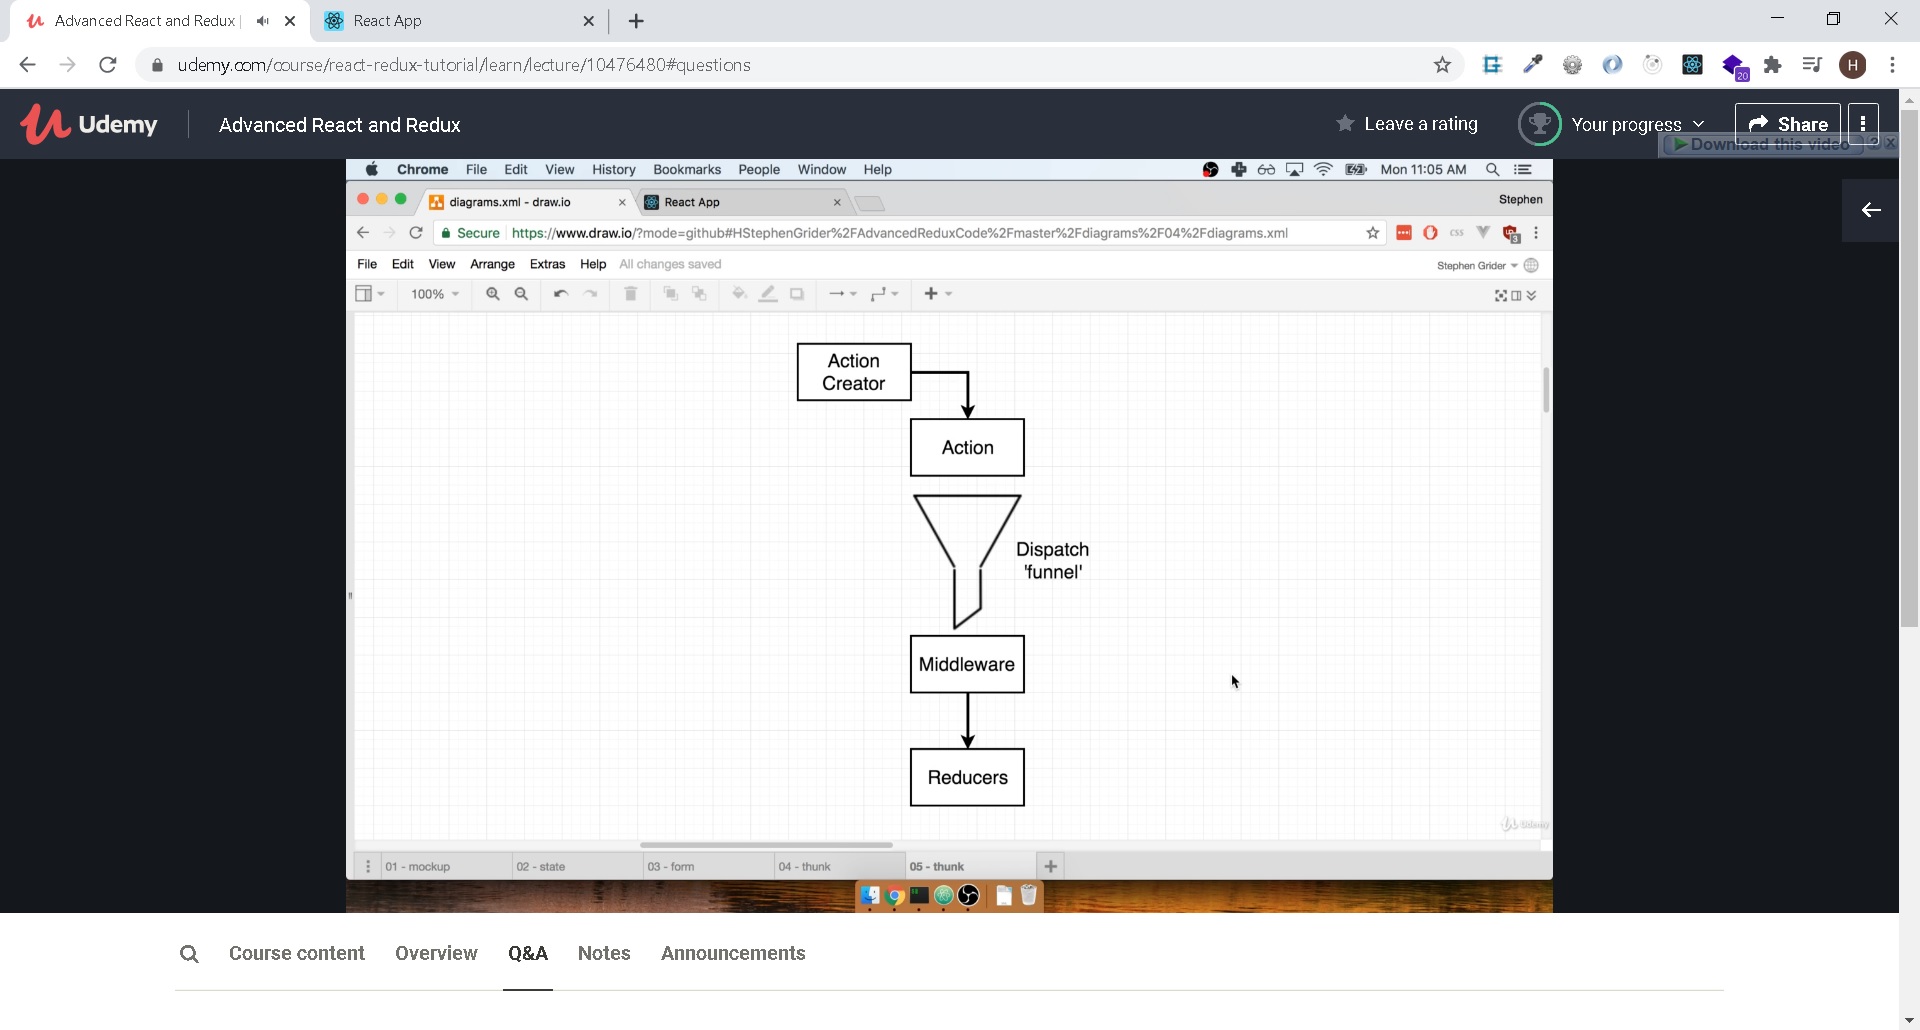 Advanced React and Redux
React App
udemy.com/course/react-redux-tutorial/learn/lecture/10476480#questions
20
H
Udemy
Advanced React and Redux
Leave a rating
Your progress
Share
Download this video
Chrome File Edit View History Bookmarks People Window Help
Mon 11:05 AM
diagrams.xml - draw.io
React App
Stephen
Secure
https://www.draw.io/?mode=github#HStephenGrider%2FAdvancedReduxCode%2Fmaster%2Fdiagrams%2F04%2Fdiagrams.xml
css
3
File Edit View Arrange Extras Help All changes saved
Stephen Grider
100%
Action
Creator
Action
Dispatch
'funnel'
Middleware
Reducers
Udemy
01 - mockup
02 - state
03 - form
04 - thunk
05 - thunk
Course content
Overview
Q&A
Notes
Announcements